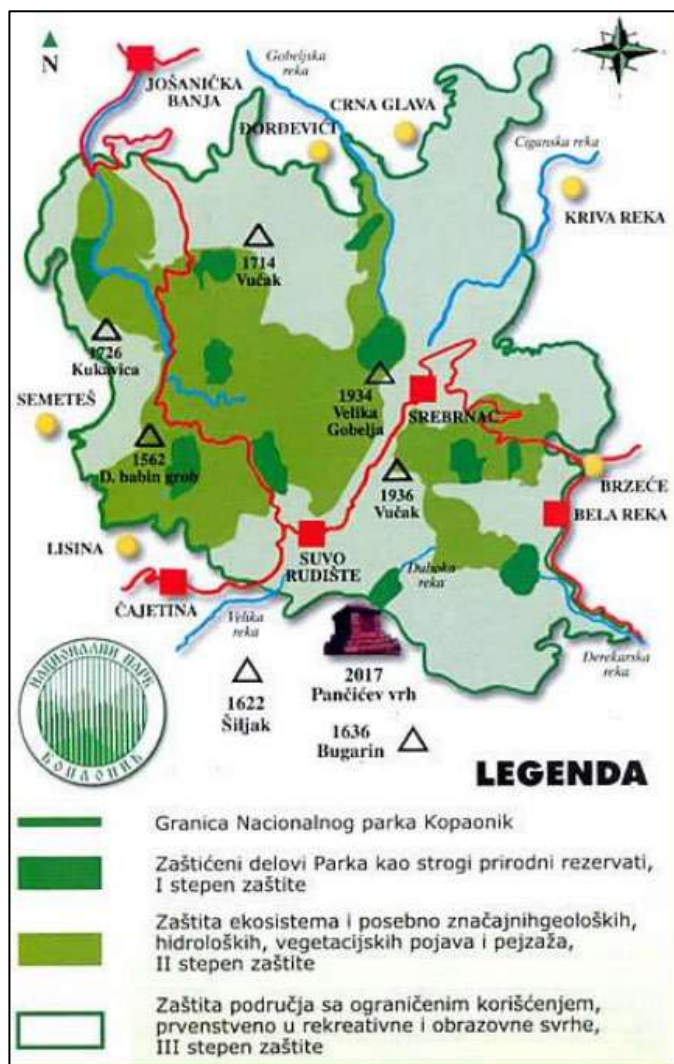 N
JOŠANIČKA
BANJA
Gobeljska
reka
CRNA GLAVA
ĐORĐEVIĆI
Ciganska reka
KRIVA REKA
1714
Vučak
1726
Kukavica
SEMETEŠ
1934
Velika
Gobelja
SREBRNAC
1562
D. babin grob
1936
Vučak
BRZEĆE
BELA REKA
LISINA
SUVO
RUDIŠTE
Duboka
reka
ČAJETINA
Velika
reka
Derekarska
reka
НАЦИОНАЛНИ ПАРК
КОПАОНИК
1622
Šiljak
2017
Pančićev vrh
1636
Bugarin
LEGENDA
Granica Nacionalnog parka Kopaonik
Zaštićeni delovi Parka kao strogi prirodni rezervati,
I stepen zaštite
Zaštita ekosistema i posebno značajnihgeoloških,
hidroloških, vegetacijskih pojava i pejzaža,
II stepen zaštite
Zaštita područja sa ograničenim korišćenjem,
prvenstveno u rekreativne i obrazovne svrhe,
III stepen zaštite